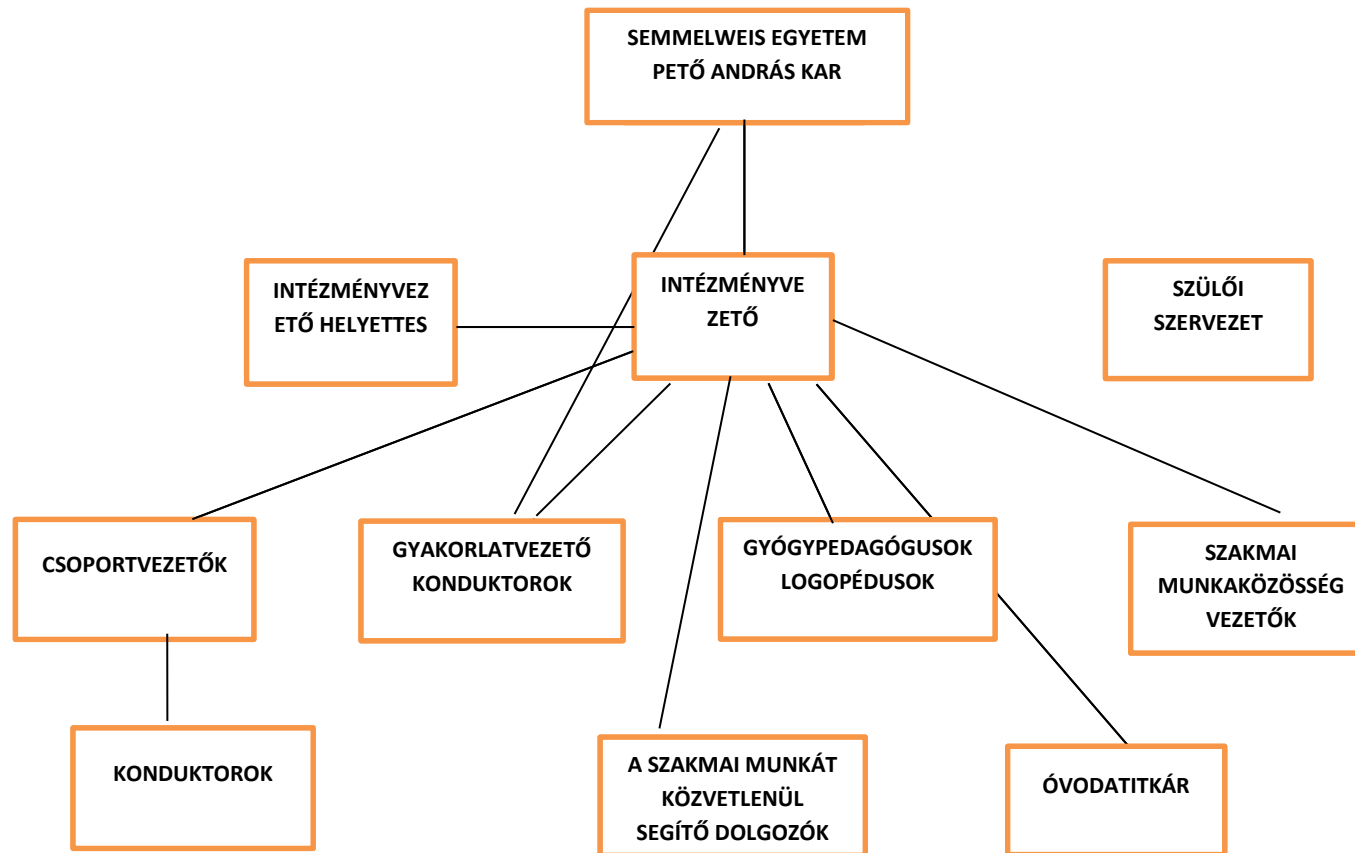 SEMMELWEIS EGYETEM
PETŐ ANDRÁS KAR
INTÉZMÉNYVEZ
ETŐ HELYETTES
INTÉZMÉNYVE
ZETŐ
SZÜLŐI
SZERVEZET
CSOPORTVEZETŐK
GYAKORLATVEZETŐ
KONDUKTOROK
GYÓGYPEDAGÓGUSOK
LOGOPÉDUSOK
SZAKMAI
MUNKAKÖZÖSSÉG
VEZETŐK
KONDUKTOROK
A SZAKMAI MUNKÁT
KÖZVETLENÜL
SEGÍTŐ DOLGOZÓK
ÓVODATITKÁR